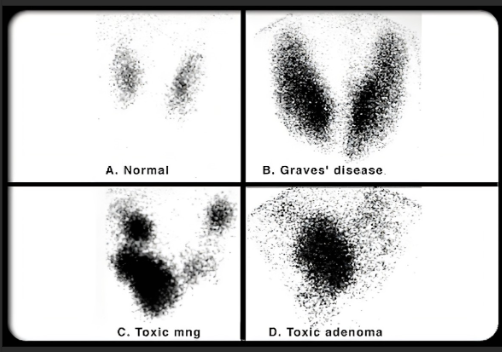 A. Normal
B. Graves' disease
C. Toxic mng
D. Toxic adenoma